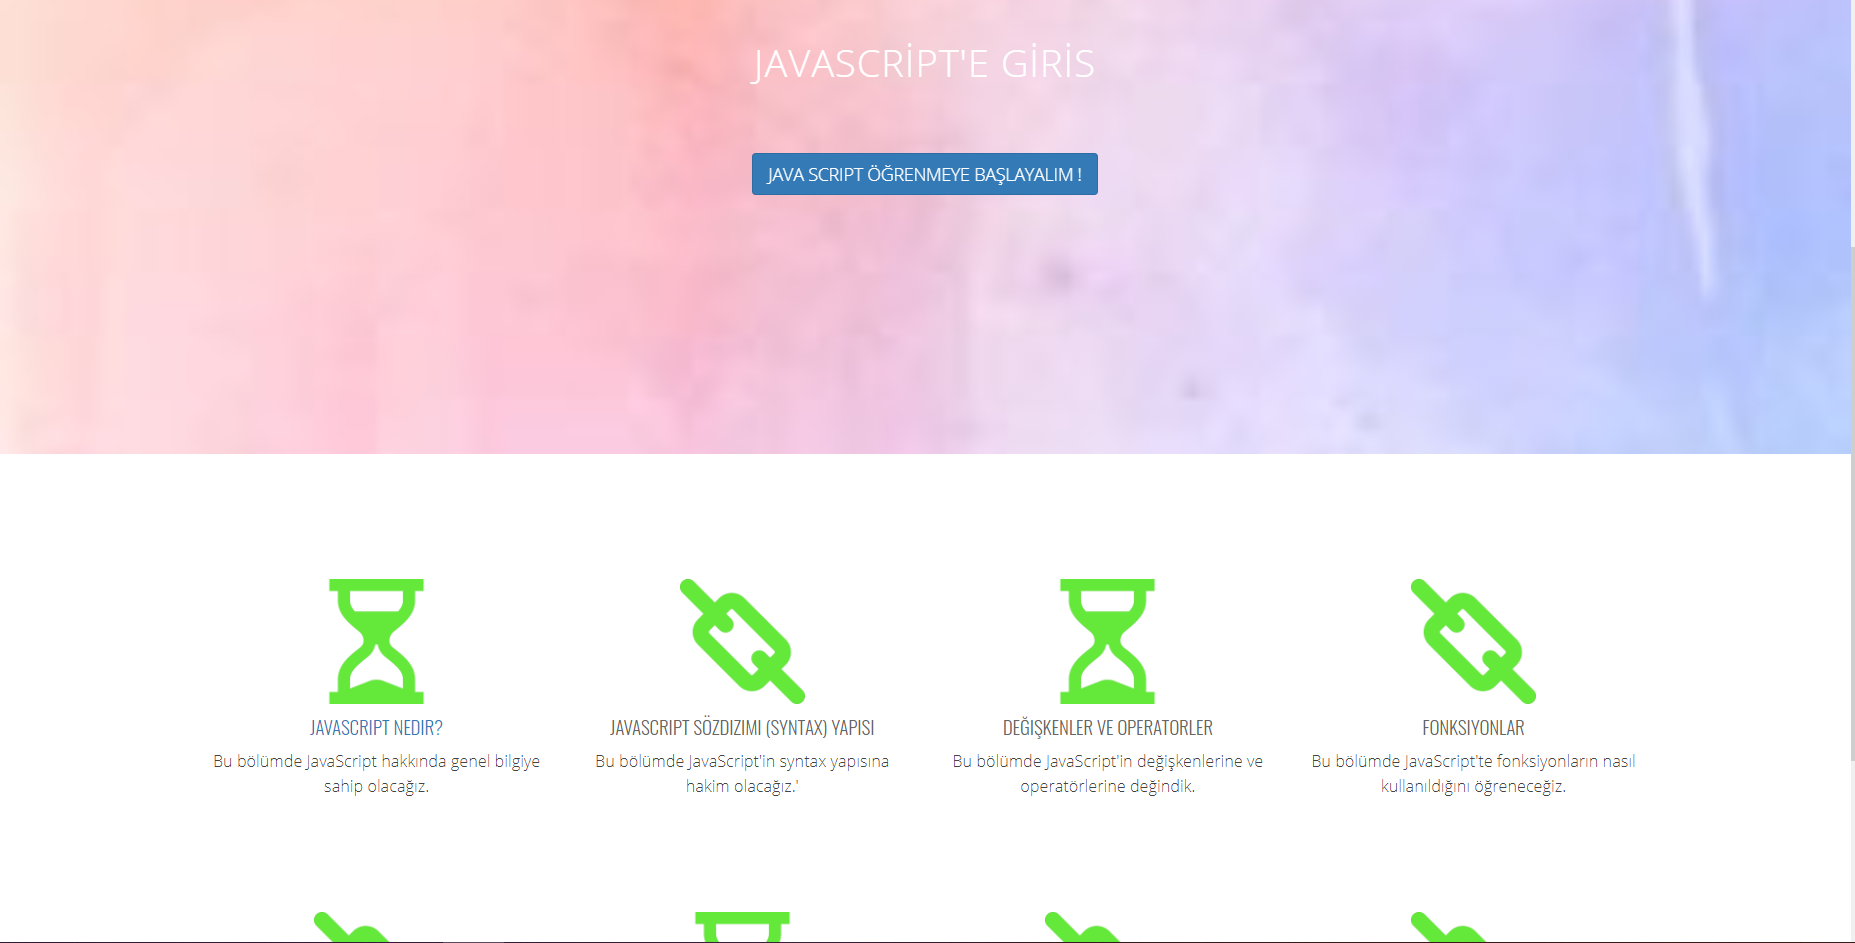 JAVASCRİPT'E GİRİS
JAVA SCRIPT ÖĞRENMEYE BAŞLAYALIM !
JAVASCRIPT NEDIR?
Bu bölümde JavaScript hakkında genel bilgiye
sahip olacağız.
JAVASCRIPT SÖZDIZIMI (SYNTAX) YAPISI
Bu bölümde JavaScript'in syntax yapısına
hakim olacağız.'
DEĞIŞKENLER VE OPERATORLER
Bu bölümde JavaScript'in değişkenlerine ve
operatörlerine değindik.
FONKSIYONLAR
Bu bölümde JavaScript'te fonksiyonların nasıl
kullanıldığını öğreneceğiz.